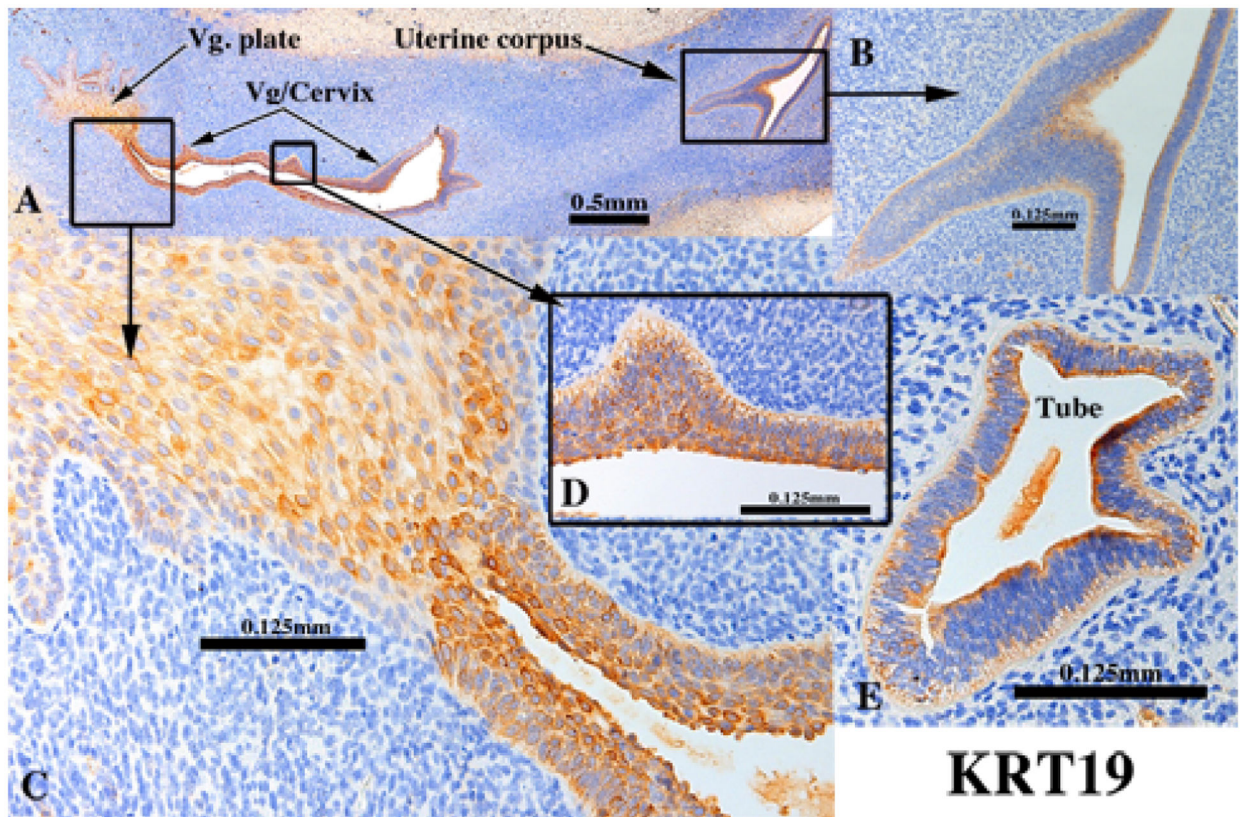 Vg. plate
Uterine corpus
B
Vg/Cervix
A
0.5mm
0.125mm
D
0.125mm
Tube
0.125mm
C
E
0.125mm
KRT19